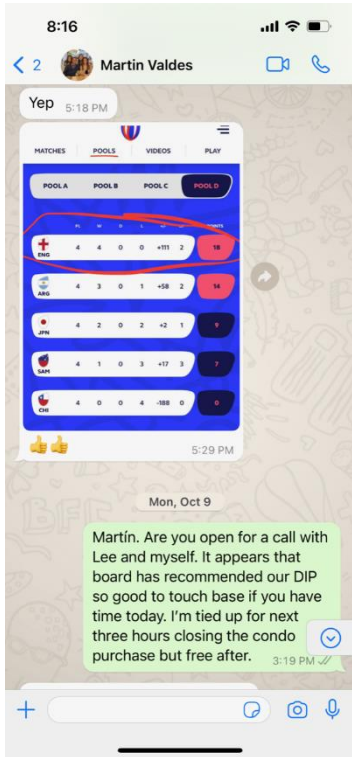 8:16
2 Martin Valdes
Yep 5:18 PM
MATCHES POOLS VIDEOS PLAY
POOL A POOL B POOL C POOL D
PL W D L
ENG 4 4 0 0 +111 2 18
ARG 4 3 0 1 +58 2 14
JPN 4 2 0 2 +2 1 9
SAM 4 1 0 3 +17 3 7
CHI 4 0 0 4 -188 0 0
5:29 PM
Mon, Oct 9
Martín. Are you open for a call with
Lee and myself. It appears that
board has recommended our DIP
so good to touch base if you have
time today. I'm tied up for next
three hours closing the condo
purchase but free after. 3:19 PM